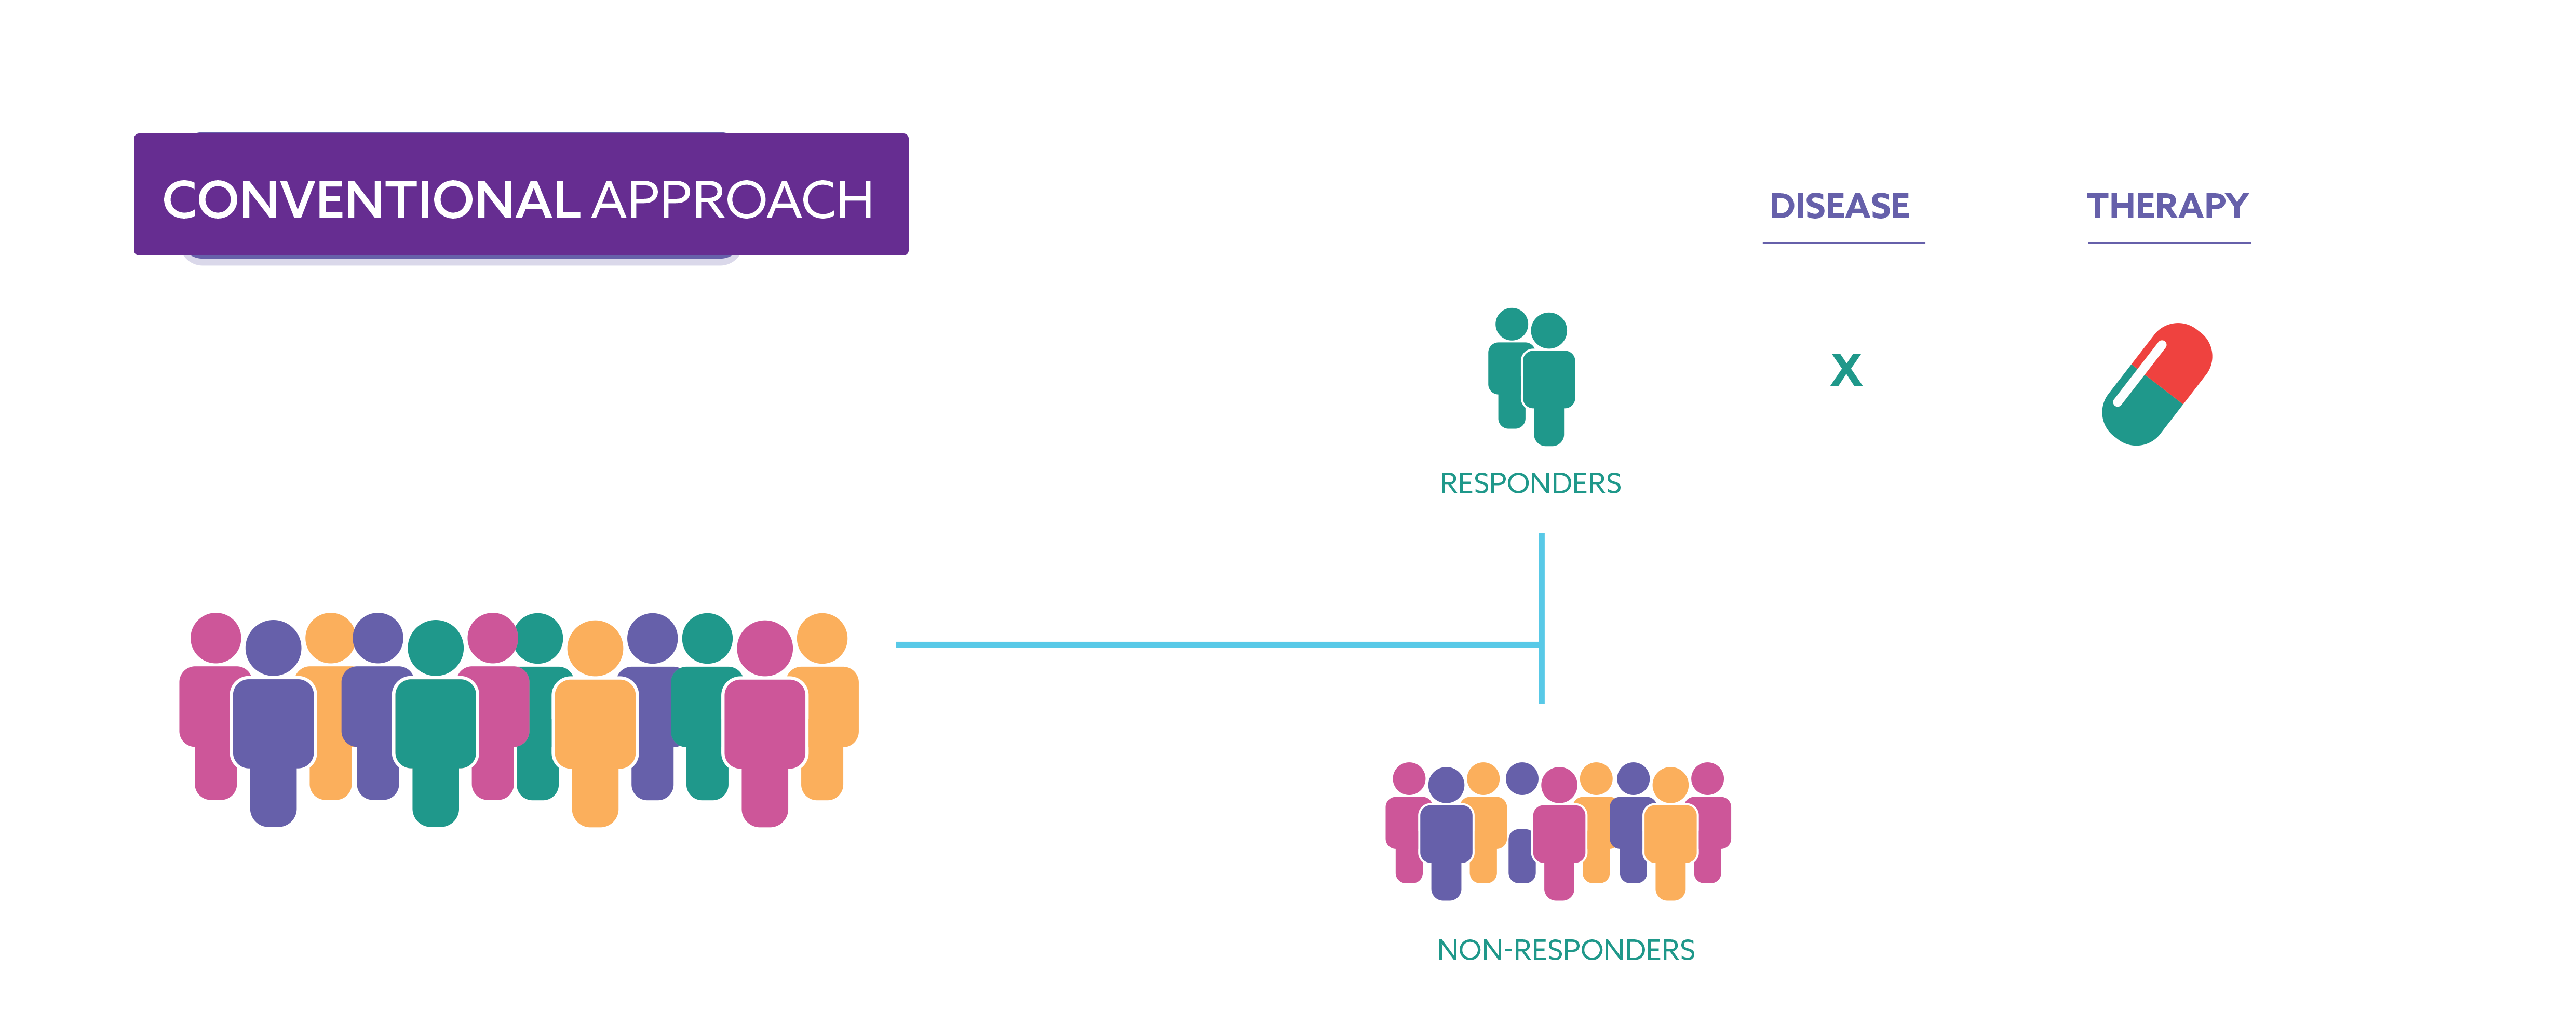 CONVENTIONAL APPROACH
DISEASE
THERAPY
X
RESPONDERS
NON-RESPONDERS